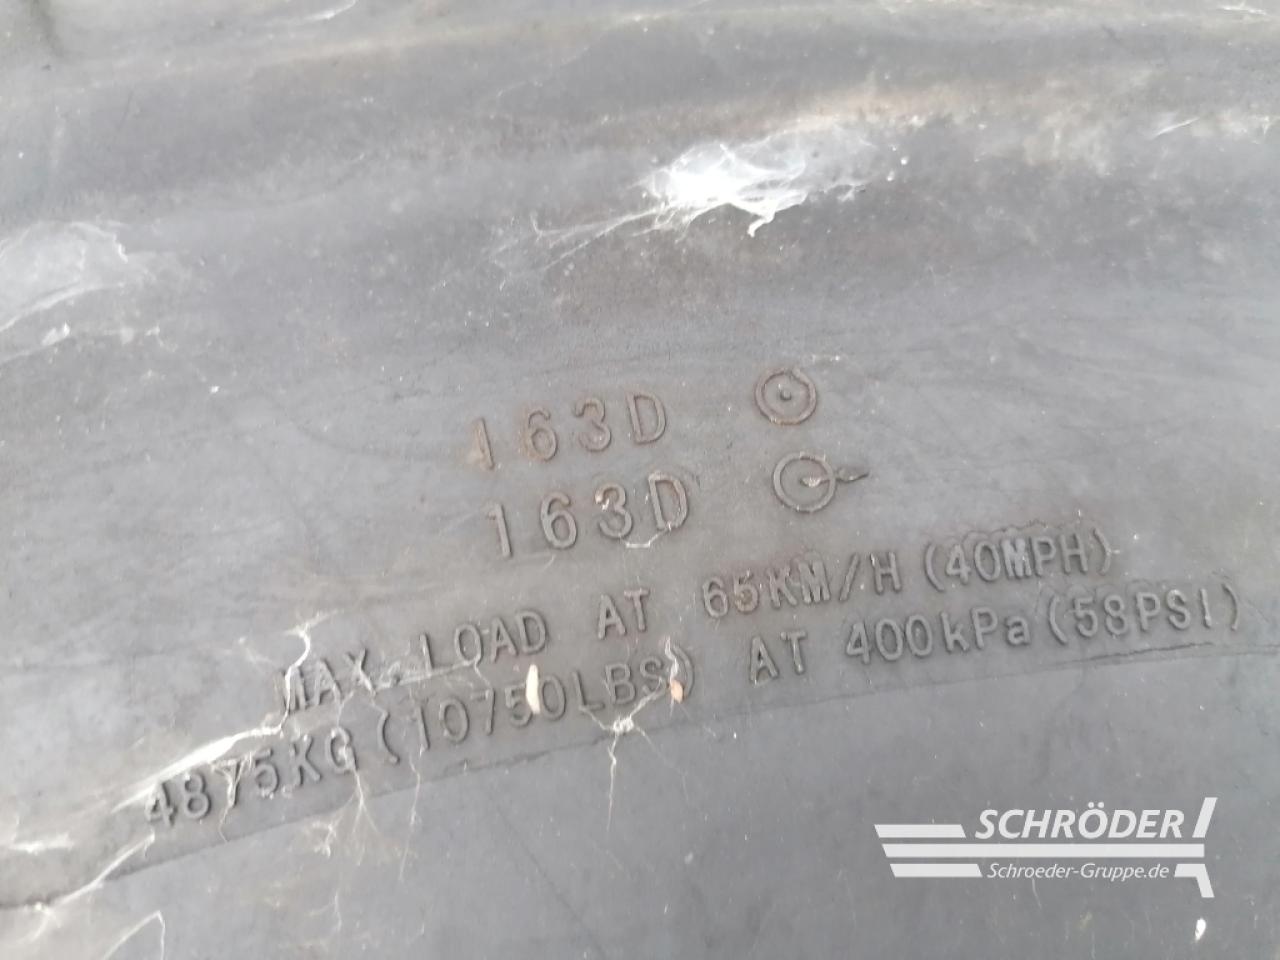 163D
163D
MAX. LOAD AT 65KM/H (40MPH)
4875KG (10750LBS) AT 400kPa (58PSI)
SCHRÖDER
Schroeder-Gruppe.de